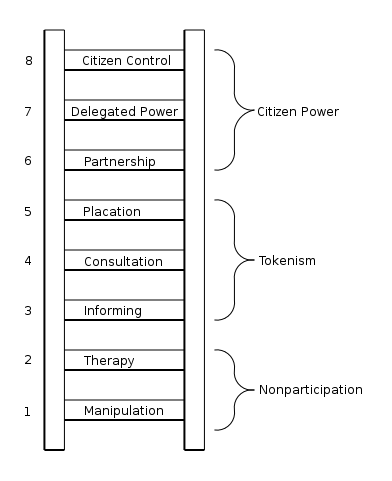 8 Citizen Control
7 Delegated Power
Citizen Power
6 Partnership
5 Placation
4 Consultation
Tokenism
3 Informing
2 Therapy
Nonparticipation
1 Manipulation